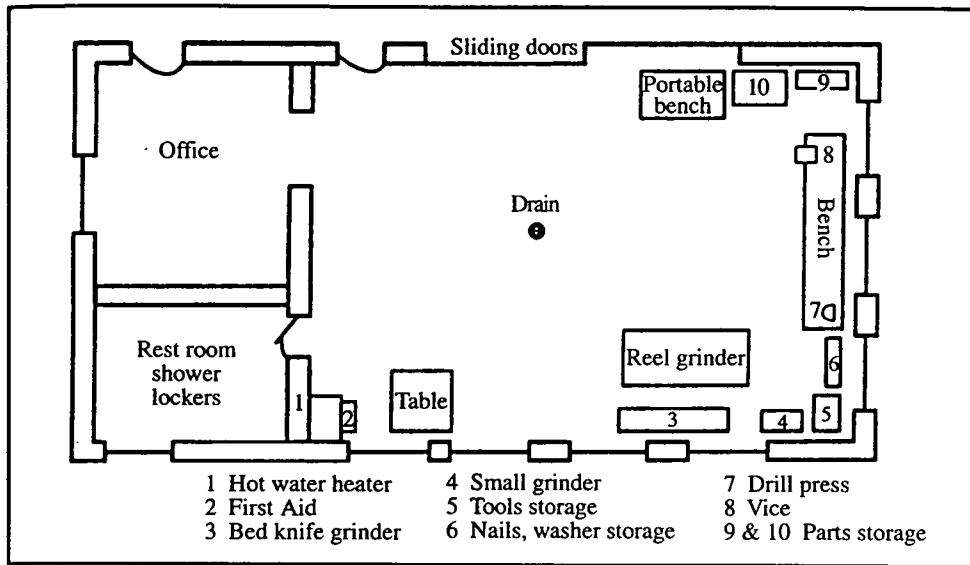 Sliding doors
Portable
bench
10
9
Office
8
Bench
Drain
7
Rest room
shower
lockers
Reel grinder
6
Table
1
2
3
4
5
1 Hot water heater
2 First Aid
3 Bed knife grinder
4 Small grinder
5 Tools storage
6 Nails, washer storage
7 Drill press
8 Vice
9 & 10 Parts storage